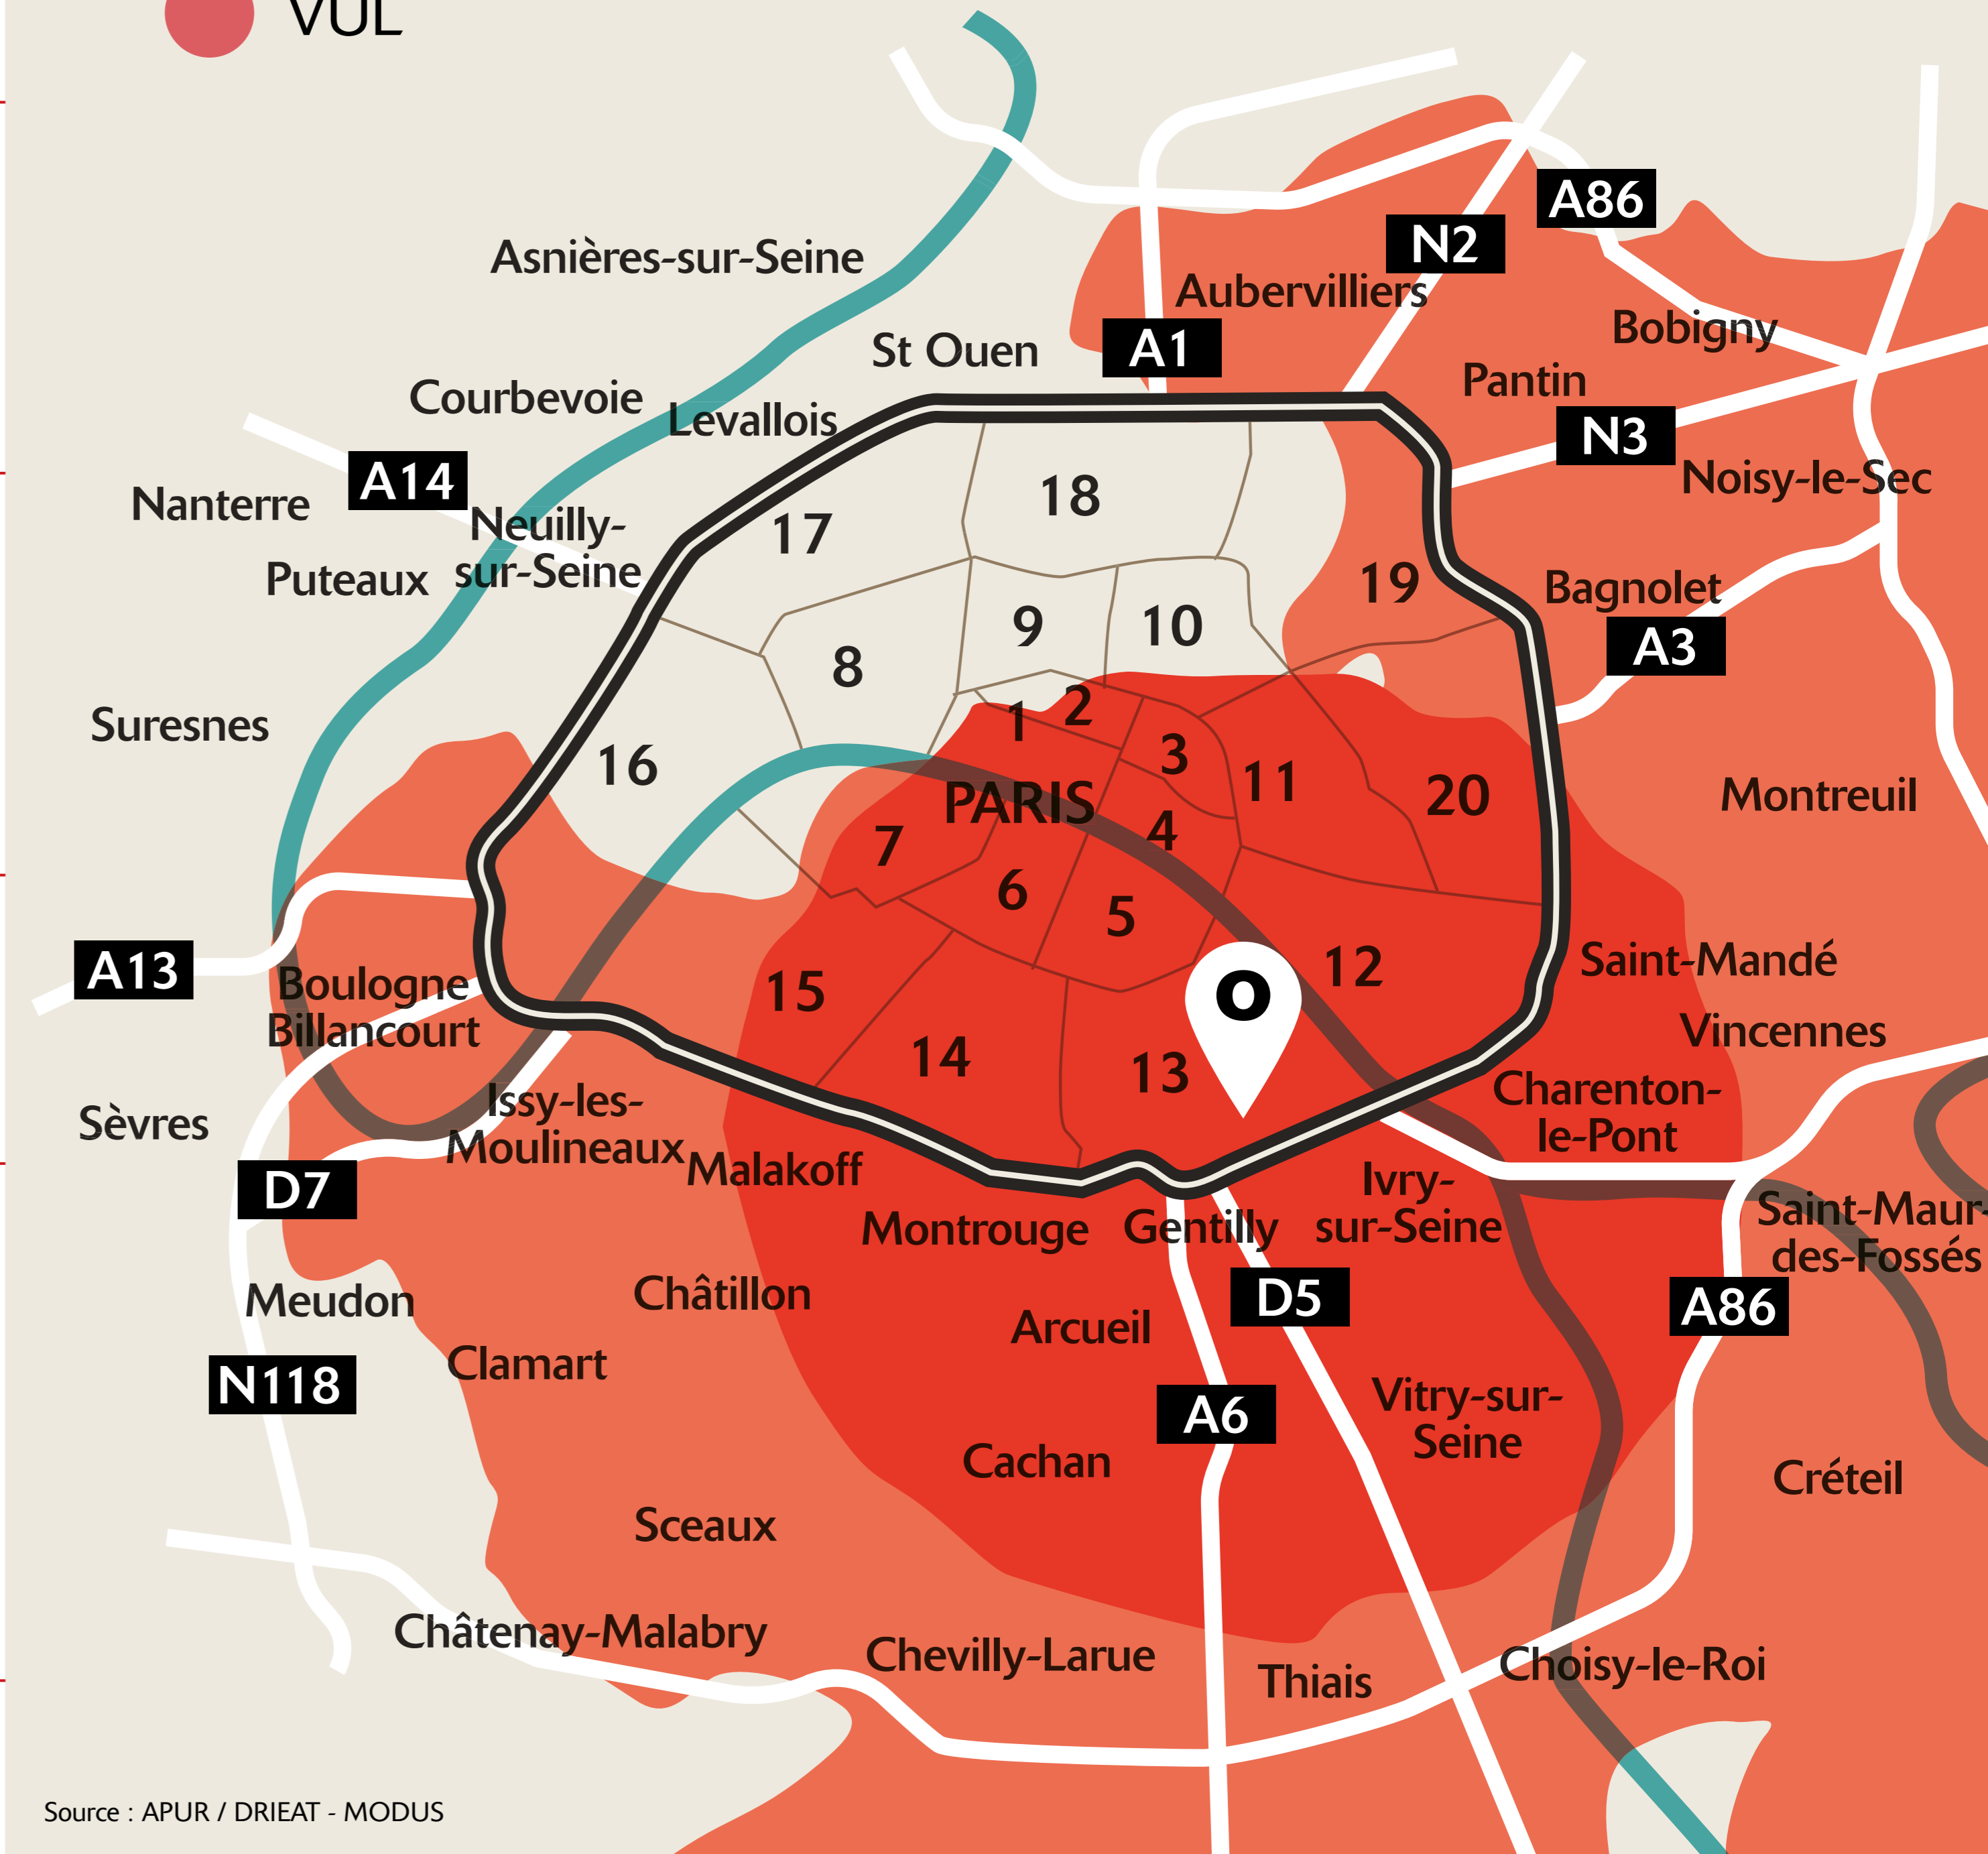 VUL
A86
N2
Asnières-sur-Seine
Aubervilliers
Bobigny
St Ouen
A1
Pantin
Courbevoie
Levallois
N3
A14
Noisy-le-Sec
Nanterre
18
Neuilly-
sur-Seine
17
Puteaux
19
Bagnolet
9
10
A3
8
Suresnes
1
2
16
3
11
20
Montreuil
PARIS
4
7
6
5
A13
Boulogne
Billancourt
15
O
12
Saint-Mandé
Vincennes
14
13
Charenton-
le-Pont
Sèvres
Issy-les-
Moulineaux
Malakoff
D7
Ivry-
sur-Seine
Montrouge
Gentilly
Saint-Maur-
des-Fossés
Meudon
Châtillon
D5
A86
Arcueil
Clamart
N118
A6
Vitry-sur-
Seine
Cachan
Créteil
Sceaux
Châtenay-Malabry
Chevilly-Larue
Thiais
Choisy-le-Roi
Source : APUR / DRIEAT - MODUS